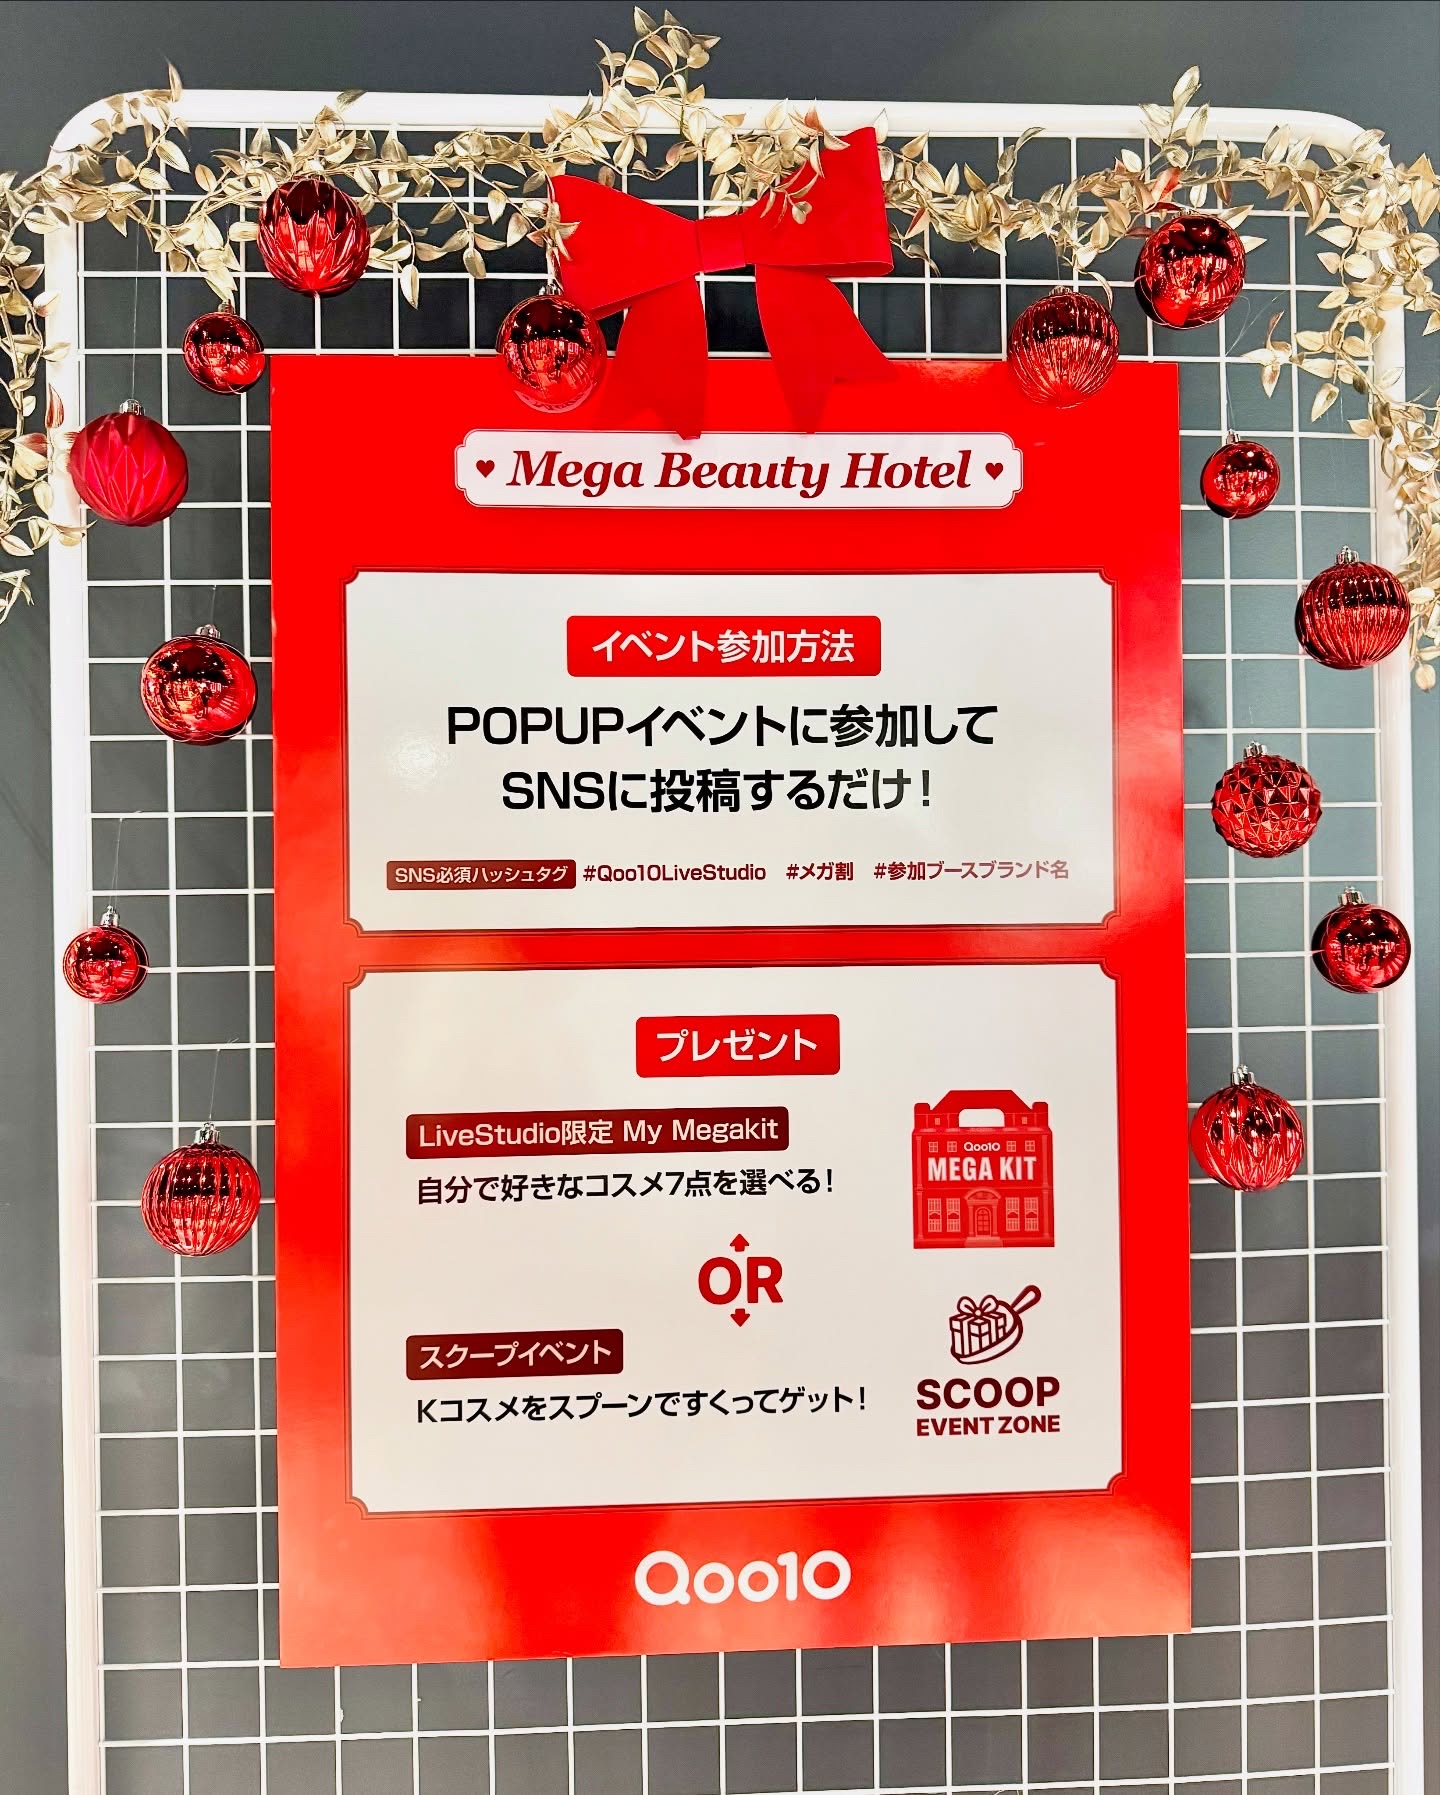 ♥ Mega Beauty Hotel ♥
イベント参加方法
POPUPイベントに参加して
SNSに投稿するだけ!
SNS必須ハッシュタグ #Qoo10LiveStudio #メガ割 #参加ブースブランド名
プレゼント
LiveStudio限定 My Megakit
自分で好きなコスメ7点を選べる!
Qoo10
MEGA KIT
OR
スクープイベント
Kコスメをスプーンですくってゲット!
SCOOP
EVENT ZONE
Qoo10